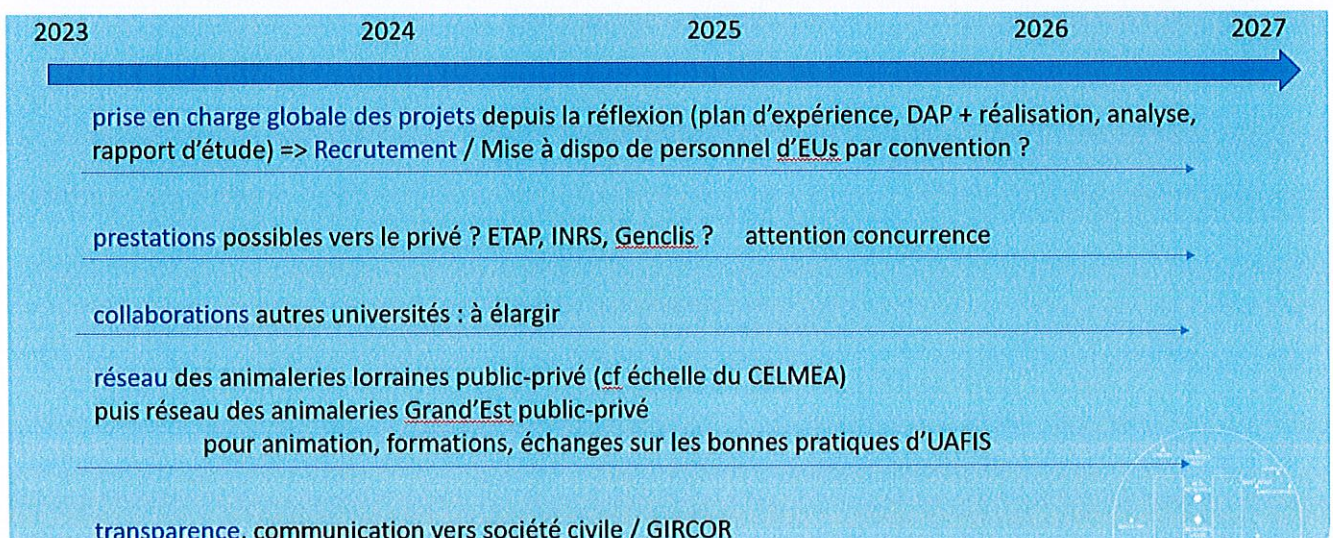 2023 2024 2025 2026 2027
prise en charge globale des projets depuis la réflexion (plan d'expérience, DAP + réalisation, analyse,
rapport d'étude) => Recrutement / Mise à dispo de personnel d'EUs par convention ?
prestations possibles vers le privé ? ETAP, INRS, Genclis ? attention concurrence
collaborations autres universités : à élargir
réseau des animaleries lorraines public-privé (cf échelle du CELMEA)
puis réseau des animaleries Grand'Est public-privé
pour animation, formations, échanges sur les bonnes pratiques d'UAFIS
transparence, communication vers société civile / GIRCOR